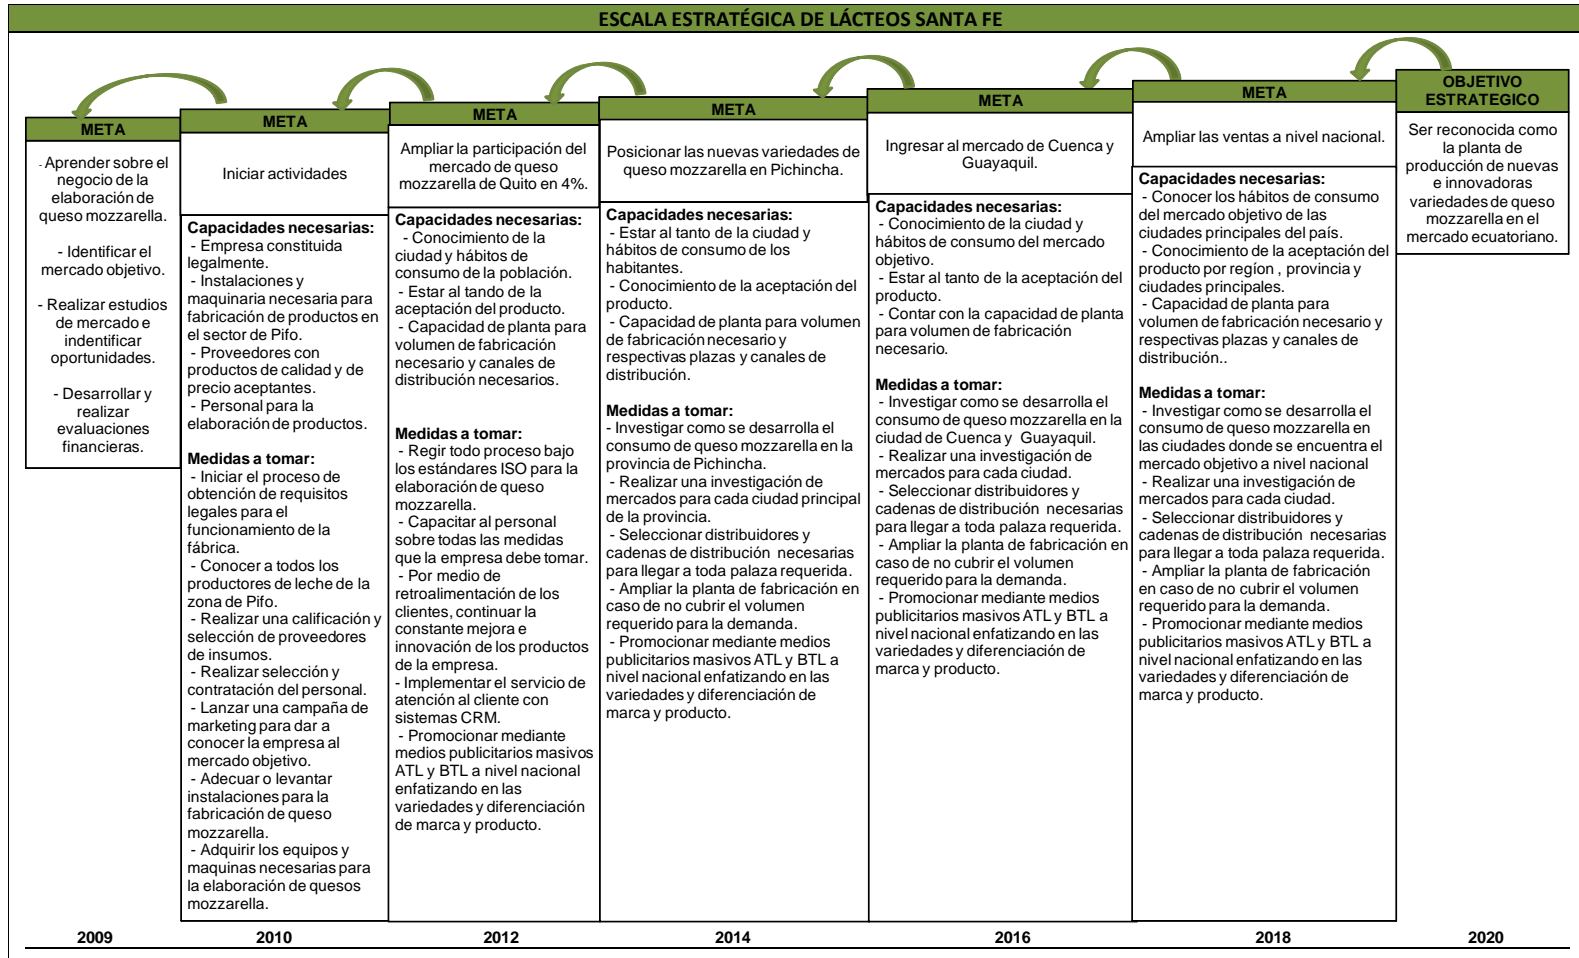 ESCALA ESTRATÉGICA DE LÁCTEOS SANTA FE
META
- Aprender sobre el
negocio de la
elaboración de
queso mozzarella.
- Identificar el
mercado objetivo.
- Realizar estudios
de mercado e
indentificar
oportunidades.
- Desarrollar y
realizar
evaluaciones
financieras.
META
Iniciar actividades
Capacidades necesarias:
- Empresa constituida
legalmente.
- Instalaciones y
maquinaria necesaria para
fabricación de productos en
el sector de Pifo.
- Proveedores con
productos de calidad y de
precio aceptantes.
- Personal para la
elaboración de productos.
Medidas a tomar:
- Iniciar el proceso de
obtención de requisitos
legales para el
funcionamiento de la
fábrica.
- Conocer a todos los
productores de leche de la
zona de Pifo.
- Realizar una calificación y
selección de proveedores
de insumos.
- Realizar selección y
contratación del personal.
- Lanzar una campaña de
marketing para dar a
conocer la empresa al
mercado objetivo.
- Adecuar o levantar
instalaciones para la
fabricación de queso
mozzarella.
- Adquirir los equipos y
maquinas necesarias para
la elaboración de quesos
mozzarella.
META
Ampliar la participación del
mercado de queso
mozzarella de Quito en 4%.
Capacidades necesarias:
- Conocimiento de la
ciudad y hábitos de
consumo de la población.
- Estar al tando de la
aceptación del producto.
- Capacidad de planta para
volumen de fabricación
necesario y canales de
distribución necesarios.
Medidas a tomar:
- Regir todo proceso bajo
los estándares ISO para la
elaboración de queso
mozzarella.
- Capacitar al personal
sobre todas las medidas
que la empresa debe tomar.
- Por medio de
retroalimentación de los
clientes, continuar la
constante mejora e
innovación de los productos
de la empresa.
- Implementar el servicio de
atención al cliente con
sistemas CRM.
- Promocionar mediante
medios publicitarios masivos
ATL y BTL a nivel nacional
enfatizando en las
variedades y diferenciación
de marca y producto.
META
Posicionar las nuevas variedades de
queso mozzarella en Pichincha.
Capacidades necesarias:
- Estar al tanto de la ciudad y
hábitos de consumo de los
habitantes.
- Conocimiento de la aceptación del
producto.
- Capacidad de planta para volumen
de fabricación necesario y
respectivas plazas y canales de
distribución.
Medidas a tomar:
- Investigar como se desarrolla el
consumo de queso mozzarella en la
provincia de Pichincha.
- Realizar una investigación de
mercados para cada ciudad principal
de la provincia.
- Seleccionar distribuidores y
cadenas de distribución necesarias
para llegar a toda palaza requerida.
- Ampliar la planta de fabricación en
caso de no cubrir el volumen
requerido para la demanda.
- Promocionar mediante medios
publicitarios masivos ATL y BTL a
nivel nacional enfatizando en las
variedades y diferenciación de
marca y producto.
META
Ingresar al mercado de Cuenca y
Guayaquil.
Capacidades necesarias:
- Conocimiento de la ciudad y
hábitos de consumo del mercado
objetivo.
- Estar al tanto de la aceptación del
producto.
- Contar con la capacidad de planta
para volumen de fabricación
necesario.
Medidas a tomar:
- Investigar como se desarrolla el
consumo de queso mozzarella en la
ciudad de Cuenca y Guayaquil.
- Realizar una investigación de
mercados para cada ciudad.
- Seleccionar distribuidores y
cadenas de distribución necesarias
para llegar a toda palaza requerida.
- Ampliar la planta de fabricación en
caso de no cubrir el volumen
requerido para la demanda.
- Promocionar mediante medios
publicitarios masivos ATL y BTL a
nivel nacional enfatizando en las
variedades y diferenciación de
marca y producto.
META
Ampliar las ventas a nivel nacional.
Capacidades necesarias:
- Conocer los hábitos de consumo
del mercado objetivo de las
ciudades principales del país.
- Conocimiento de la aceptación del
producto por regíon , provincia y
ciudades principales.
- Capacidad de planta para
volumen de fabricación necesario y
respectivas plazas y canales de
distribución..
Medidas a tomar:
- Investigar como se desarrolla el
consumo de queso mozzarella en
las ciudades donde se encuentra el
mercado objetivo a nivel nacional
- Realizar una investigación de
mercados para cada ciudad.
- Seleccionar distribuidores y
cadenas de distribución necesarias
para llegar a toda palaza requerida.
- Ampliar la planta de fabricación
en caso de no cubrir el volumen
requerido para la demanda.
- Promocionar mediante medios
publicitarios masivos ATL y BTL a
nivel nacional enfatizando en las
variedades y diferenciación de
marca y producto.
OBJETIVO
ESTRATEGICO
Ser reconocida como
la planta de
producción de nuevas
e innovadoras
variedades de queso
mozzarella en el
mercado ecuatoriano.
2009
2010
2012
2014
2016
2018
2020